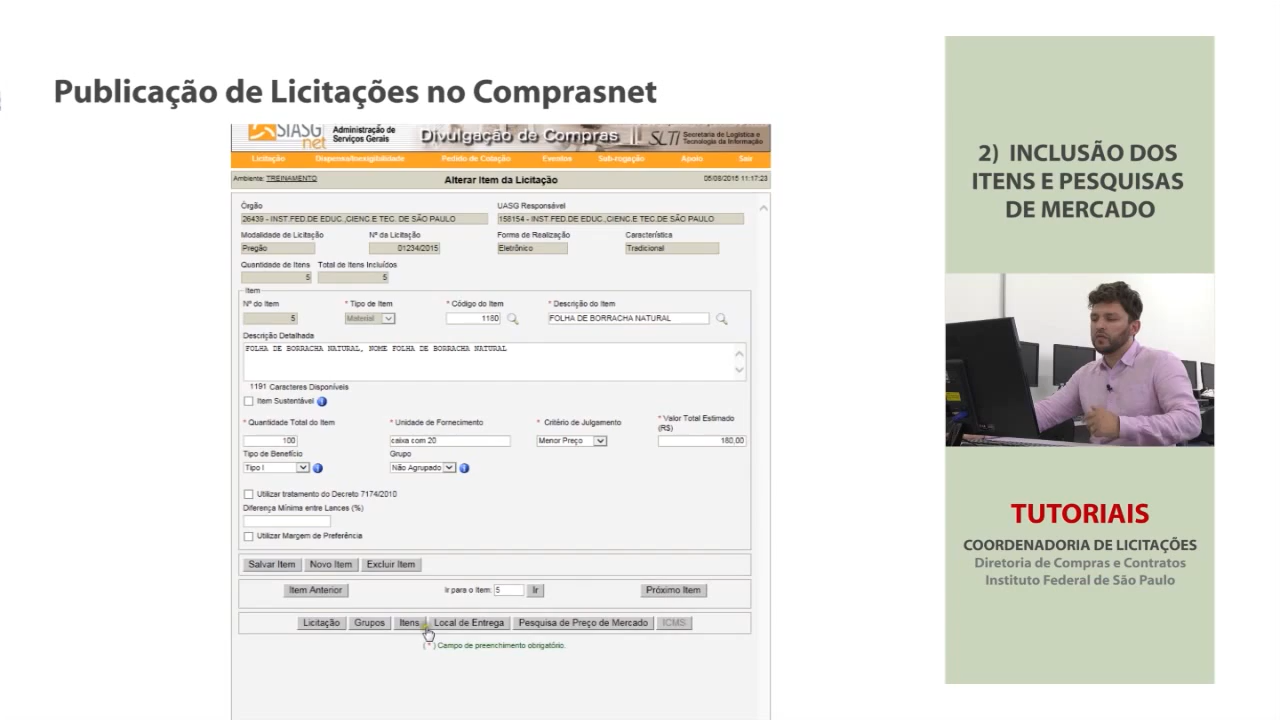 Publicação de Licitações no Comprasnet
SIASG
net
Administração de
Serviços Gerais
Divulgação de Compras
SLTI
Secretaria de Logística e
Tecnologia da Informação
Licitação Dispensa/Inexigibilidade Pedido de Cotação Eventos Sub-rogação Apoio Sair
Ambiente: TREINAMENTO
Alterar Item da Licitação
05/08/2015 11:17:23
Órgão UASG Responsável
26439 - INST.FED.DE EDUC.,CIENC.E TEC. DE SÃO PAULO 158154 - INST.FED.DE EDUC.,CIENC.E TEC.DE SÃO PAULO
Modalidade de Licitação Nº da Licitação Forma de Realização Característica
Pregão 01234/2015 Eletrônico Tradicional
Quantidade de Itens Total de Itens Incluídos
5 5
Item
Nº do Item * Tipo de Item * Código do Item * Descrição do Item
5 Material 1180 FOLHA DE BORRACHA NATURAL
Descrição Detalhada
FOLHA DE BORRACHA NATURAL, NOME FOLHA DE BORRACHA NATURAL
1191 Caracteres Disponíveis
Item Sustentável
* Quantidade Total do Item * Unidade de Fornecimento * Critério de Julgamento * Valor Total Estimado
(R$)
100 caixa com 20 Menor Preço 180,00
Tipo de Benefício Grupo
Tipo I Não Agrupado
Utilizar tratamento do Decreto 7174/2010
Diferença Mínima entre Lances (%)
Utilizar Margem de Preferência
Salvar Item Novo Item Excluir Item
Item Anterior Ir para o Item: 5 Ir Próximo Item
Licitação Grupos Itens Local de Entrega Pesquisa de Preço de Mercado ICMS
( * ) Campo de preenchimento obrigatório.
2) INCLUSÃO DOS
ITENS E PESQUISAS
DE MERCADO
TUTORIAIS
COORDENADORIA DE LICITAÇÕES
Diretoria de Compras e Contratos
Instituto Federal de São Paulo